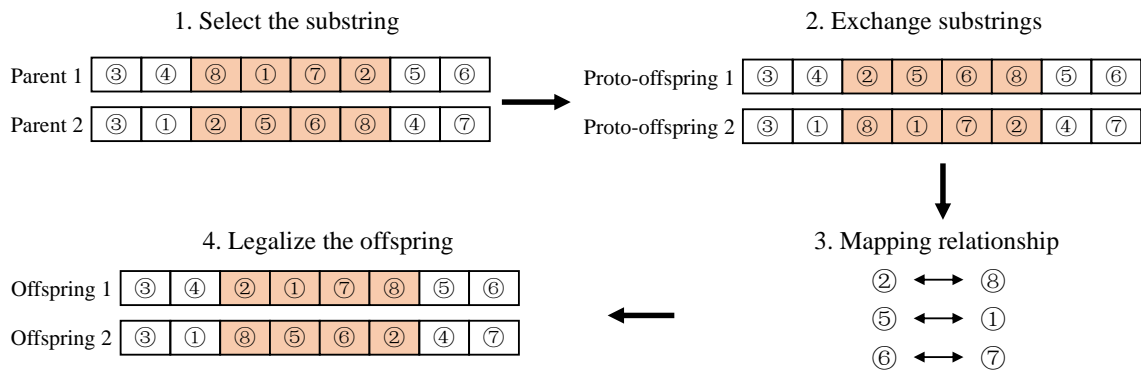 1. Select the substring
Parent 1 ③ ④ ⑧ ① ⑦ ② ⑤ ⑥
Parent 2 ③ ① ② ⑤ ⑥ ⑧ ④ ⑦
2. Exchange substrings
Proto-offspring 1 ③ ④ ② ⑤ ⑥ ⑧ ⑤ ⑥
Proto-offspring 2 ③ ① ⑧ ① ⑦ ② ④ ⑦
3. Mapping relationship
② ⑧
⑤ ①
⑥ ⑦
4. Legalize the offspring
Offspring 1 ③ ④ ② ① ⑦ ⑧ ⑤ ⑥
Offspring 2 ③ ① ⑧ ⑤ ⑥ ② ④ ⑦